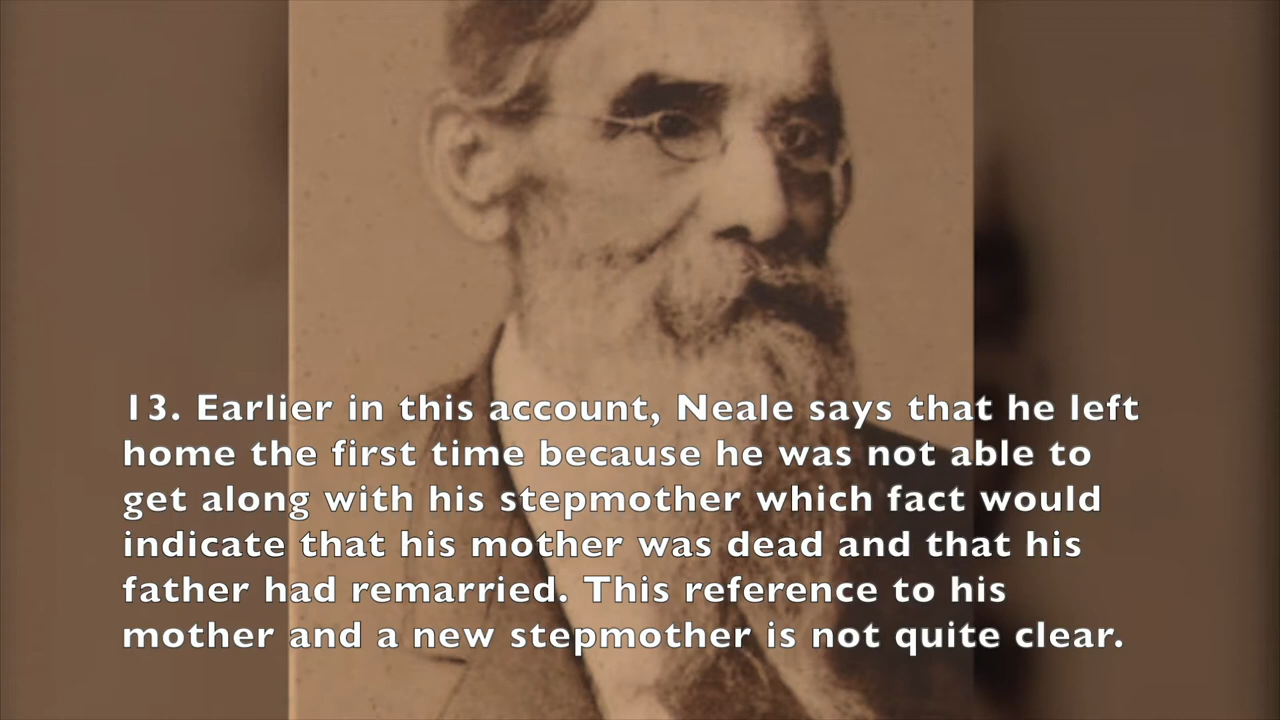 13. Earlier in this account, Neale says that he left
home the first time because he was not able to
get along with his stepmother which fact would
indicate that his mother was dead and that his
father had remarried. This reference to his
mother and a new stepmother is not quite clear.